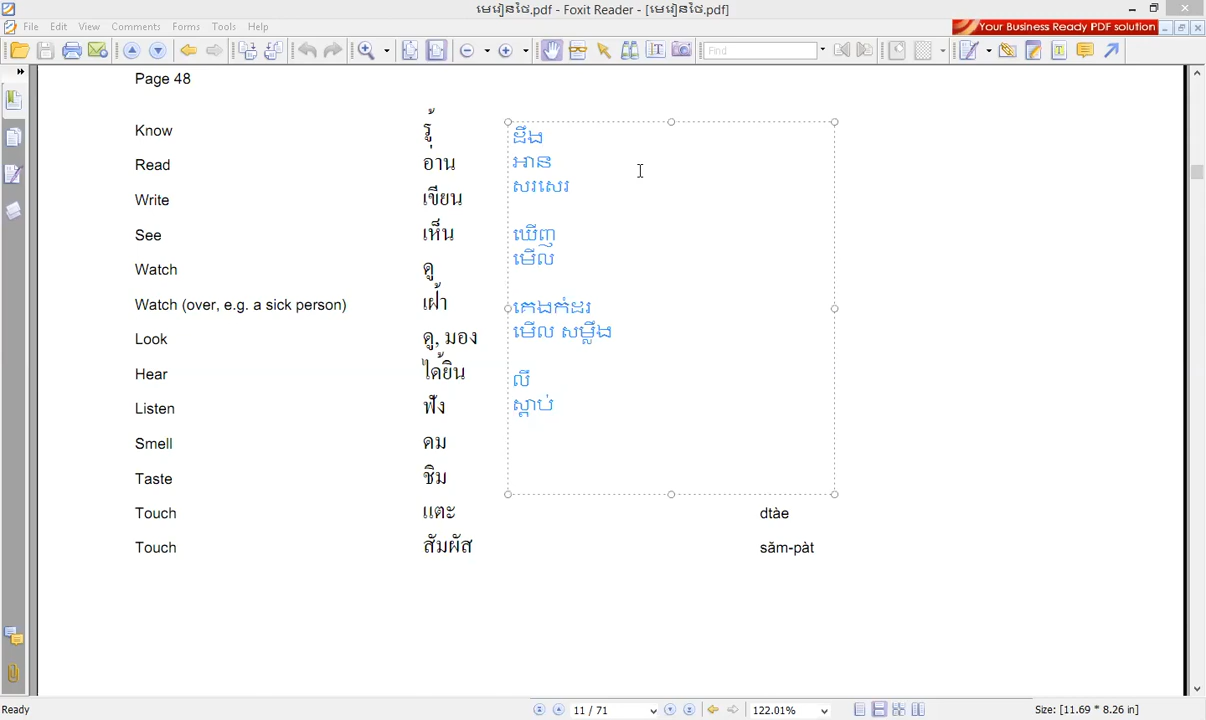 មេរៀនថៃ.pdf - Foxit Reader - [មេរៀនថៃ.pdf]
File Edit View Comments Forms Tools Help
Your Business Ready PDF solution
Find
Page 48
Know รู้ ដឹង
Read อ่าน អាន
Write เขียน សរសេរ
See เห็น ឃើញ
Watch ดู មើល
Watch (over, e.g. a sick person) เฝ้า កេងកំដរ
Look ดู, มอง មើល សម្លឹង
Hear ได้ยิน លឺ
Listen ฟัง ស្តាប់
Smell ดม
Taste ชิม
Touch แตะ dtàe
Touch สัมผัส săm-pàt
Ready
11 / 71
122.01%
Size: [11.69 * 8.26 in]